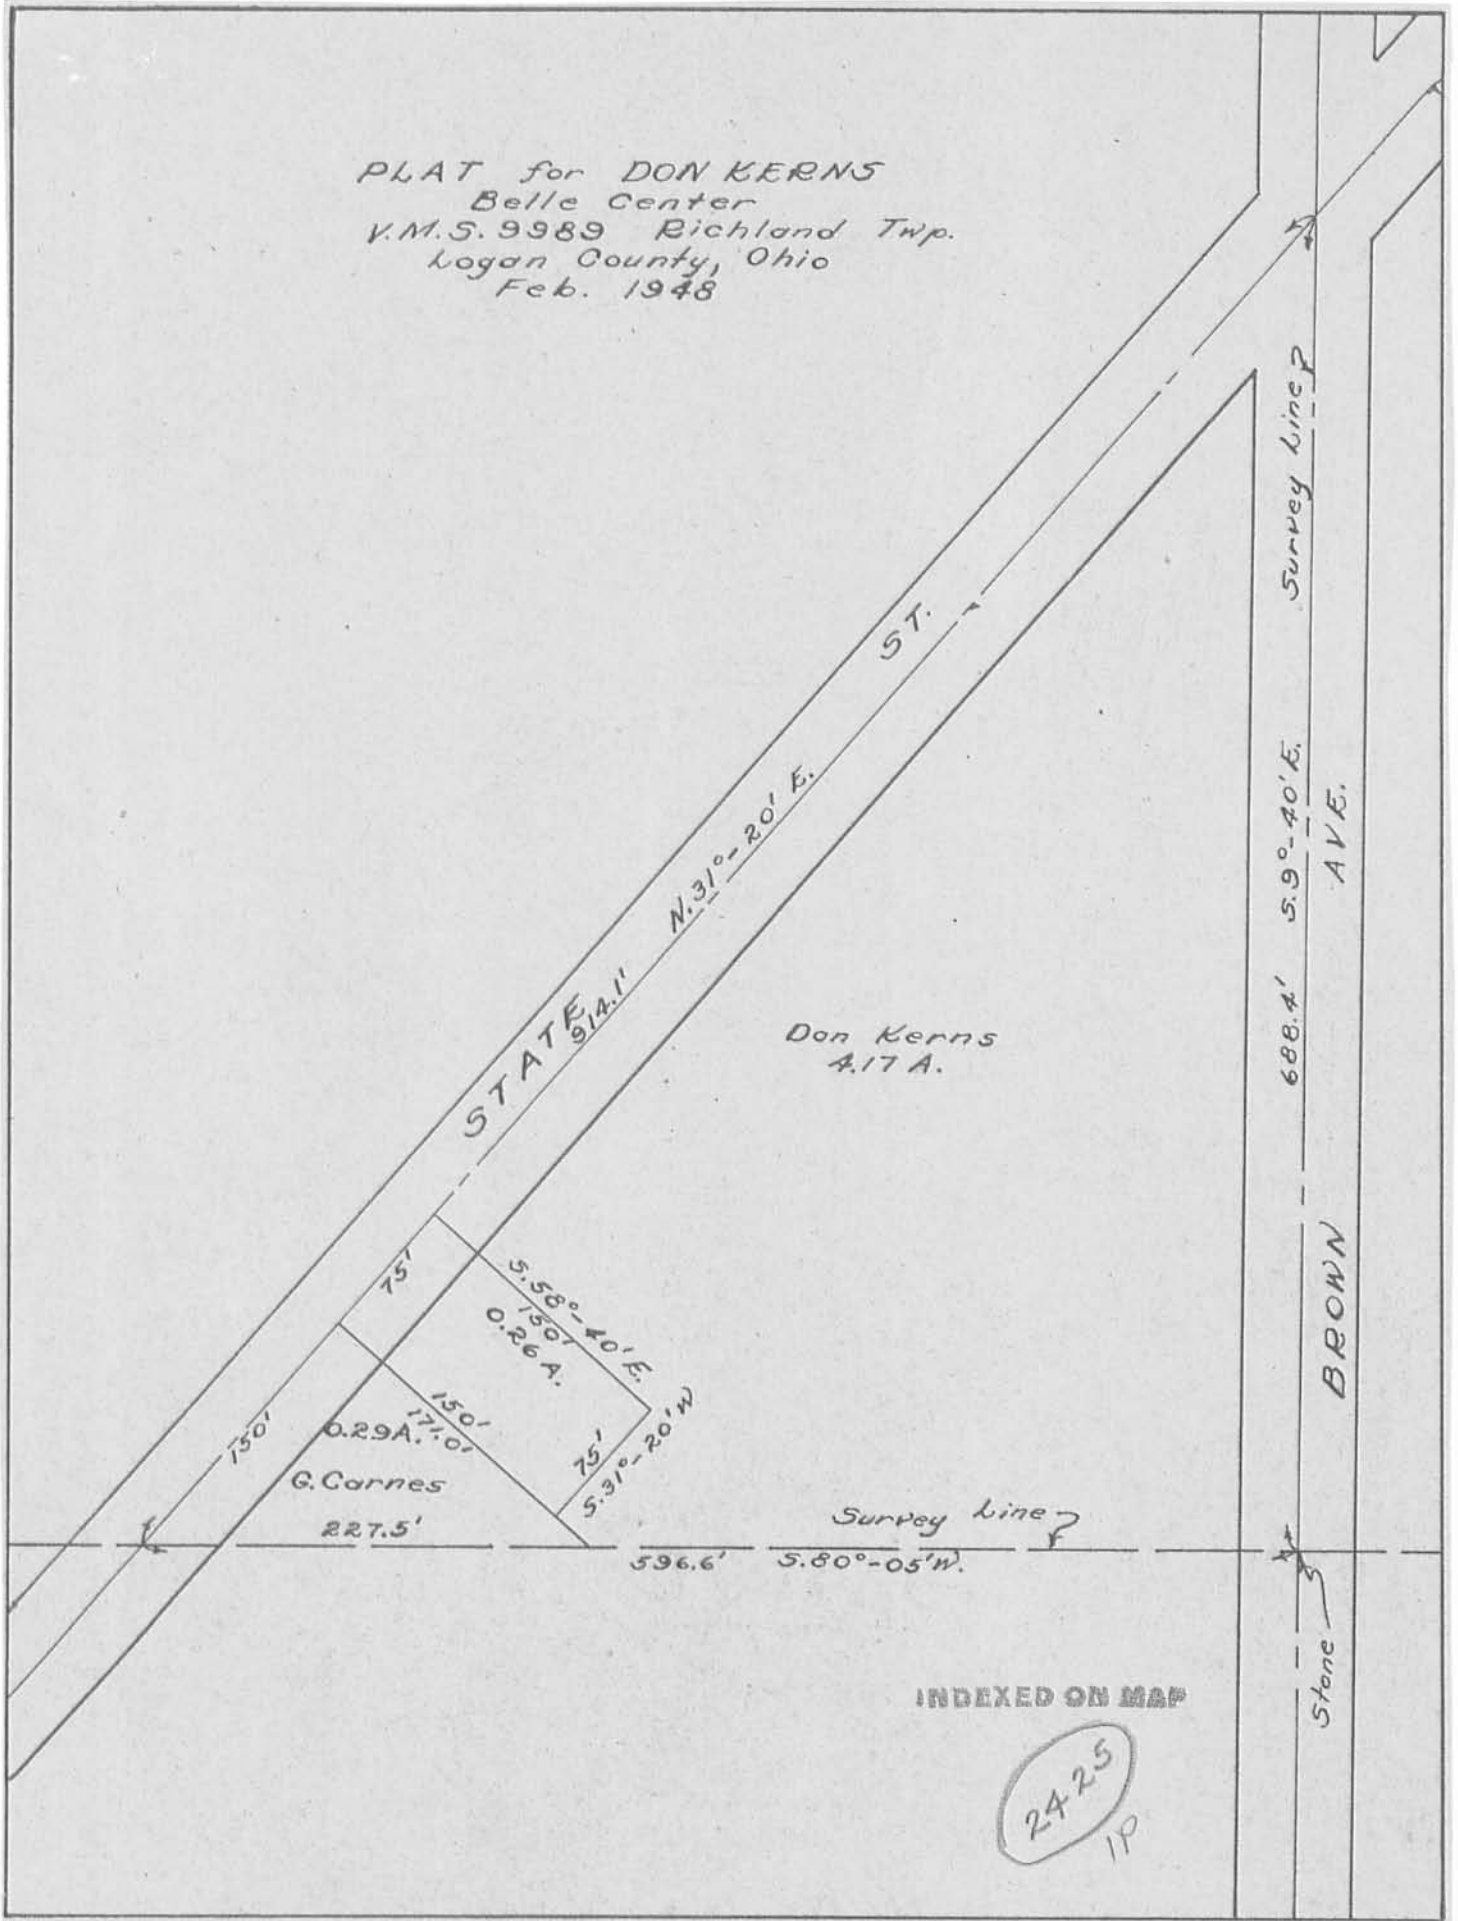 PLAT for DON KERNS
Belle Center
V.M.S. 9989 Richland Twp.
Logan County, Ohio
Feb. 1948
Survey Line
S.9°-40'E.
688.4'
BROWN AVE.
STATE ST.
N.31°-20'E.
914.1'
Don Kerns
4.17 A.
75'
S.58°-40'E.
150'
0.26 A.
150'
150'
171.0'
0.29A.
75'
S.31°-20'W
G. Carnes
227.5'
Survey Line
596.6' S.80°-05'W.
Stone
INDEXED ON MAP
2425
1P